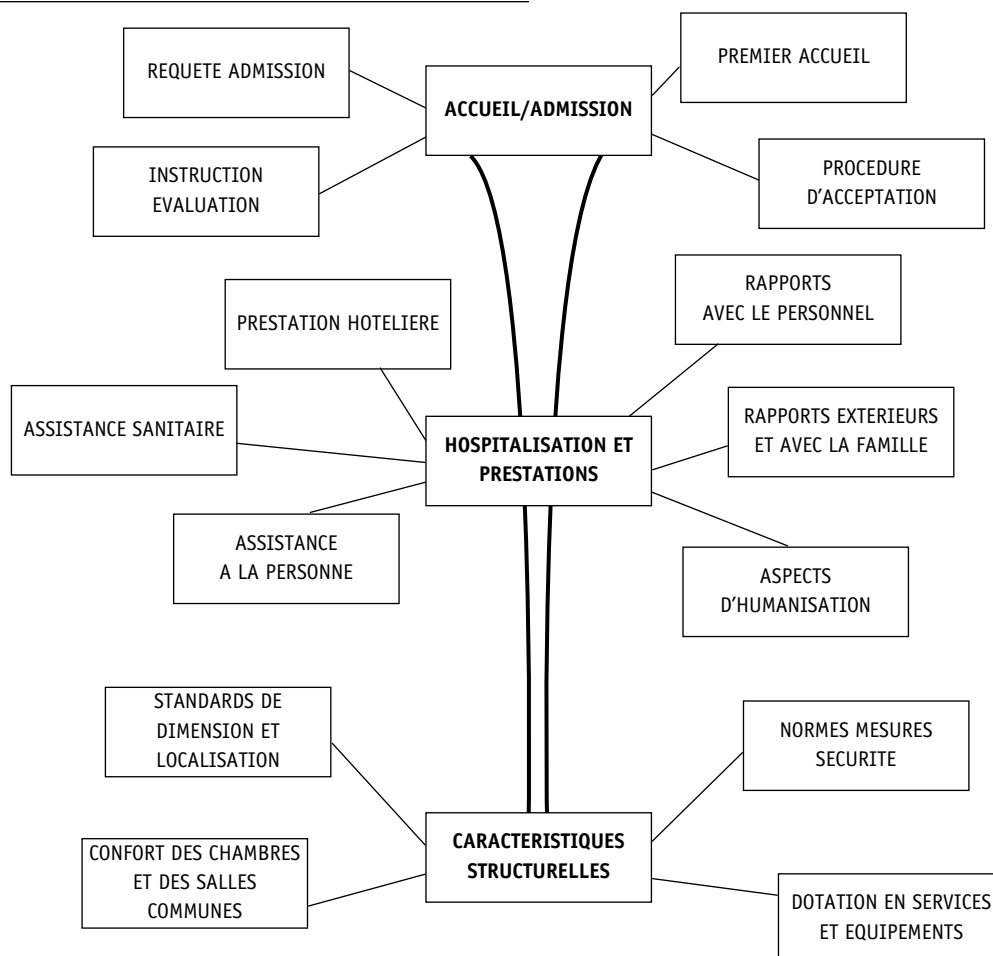 REQUETE ADMISSION
PREMIER ACCUEIL
ACCUEIL/ADMISSION
INSTRUCTION
EVALUATION
PROCEDURE
D'ACCEPTATION
PRESTATION HOTELIERE
RAPPORTS
AVEC LE PERSONNEL
ASSISTANCE SANITAIRE
HOSPITALISATION ET
PRESTATIONS
RAPPORTS EXTERIEURS
ET AVEC LA FAMILLE
ASSISTANCE
A LA PERSONNE
ASPECTS
D'HUMANISATION
STANDARDS DE
DIMENSION ET
LOCALISATION
NORMES MESURES
SECURITE
CARACTERISTIQUES
STRUCTURELLES
CONFORT DES CHAMBRES
ET DES SALLES
COMMUNES
DOTATION EN SERVICES
ET EQUIPEMENTS